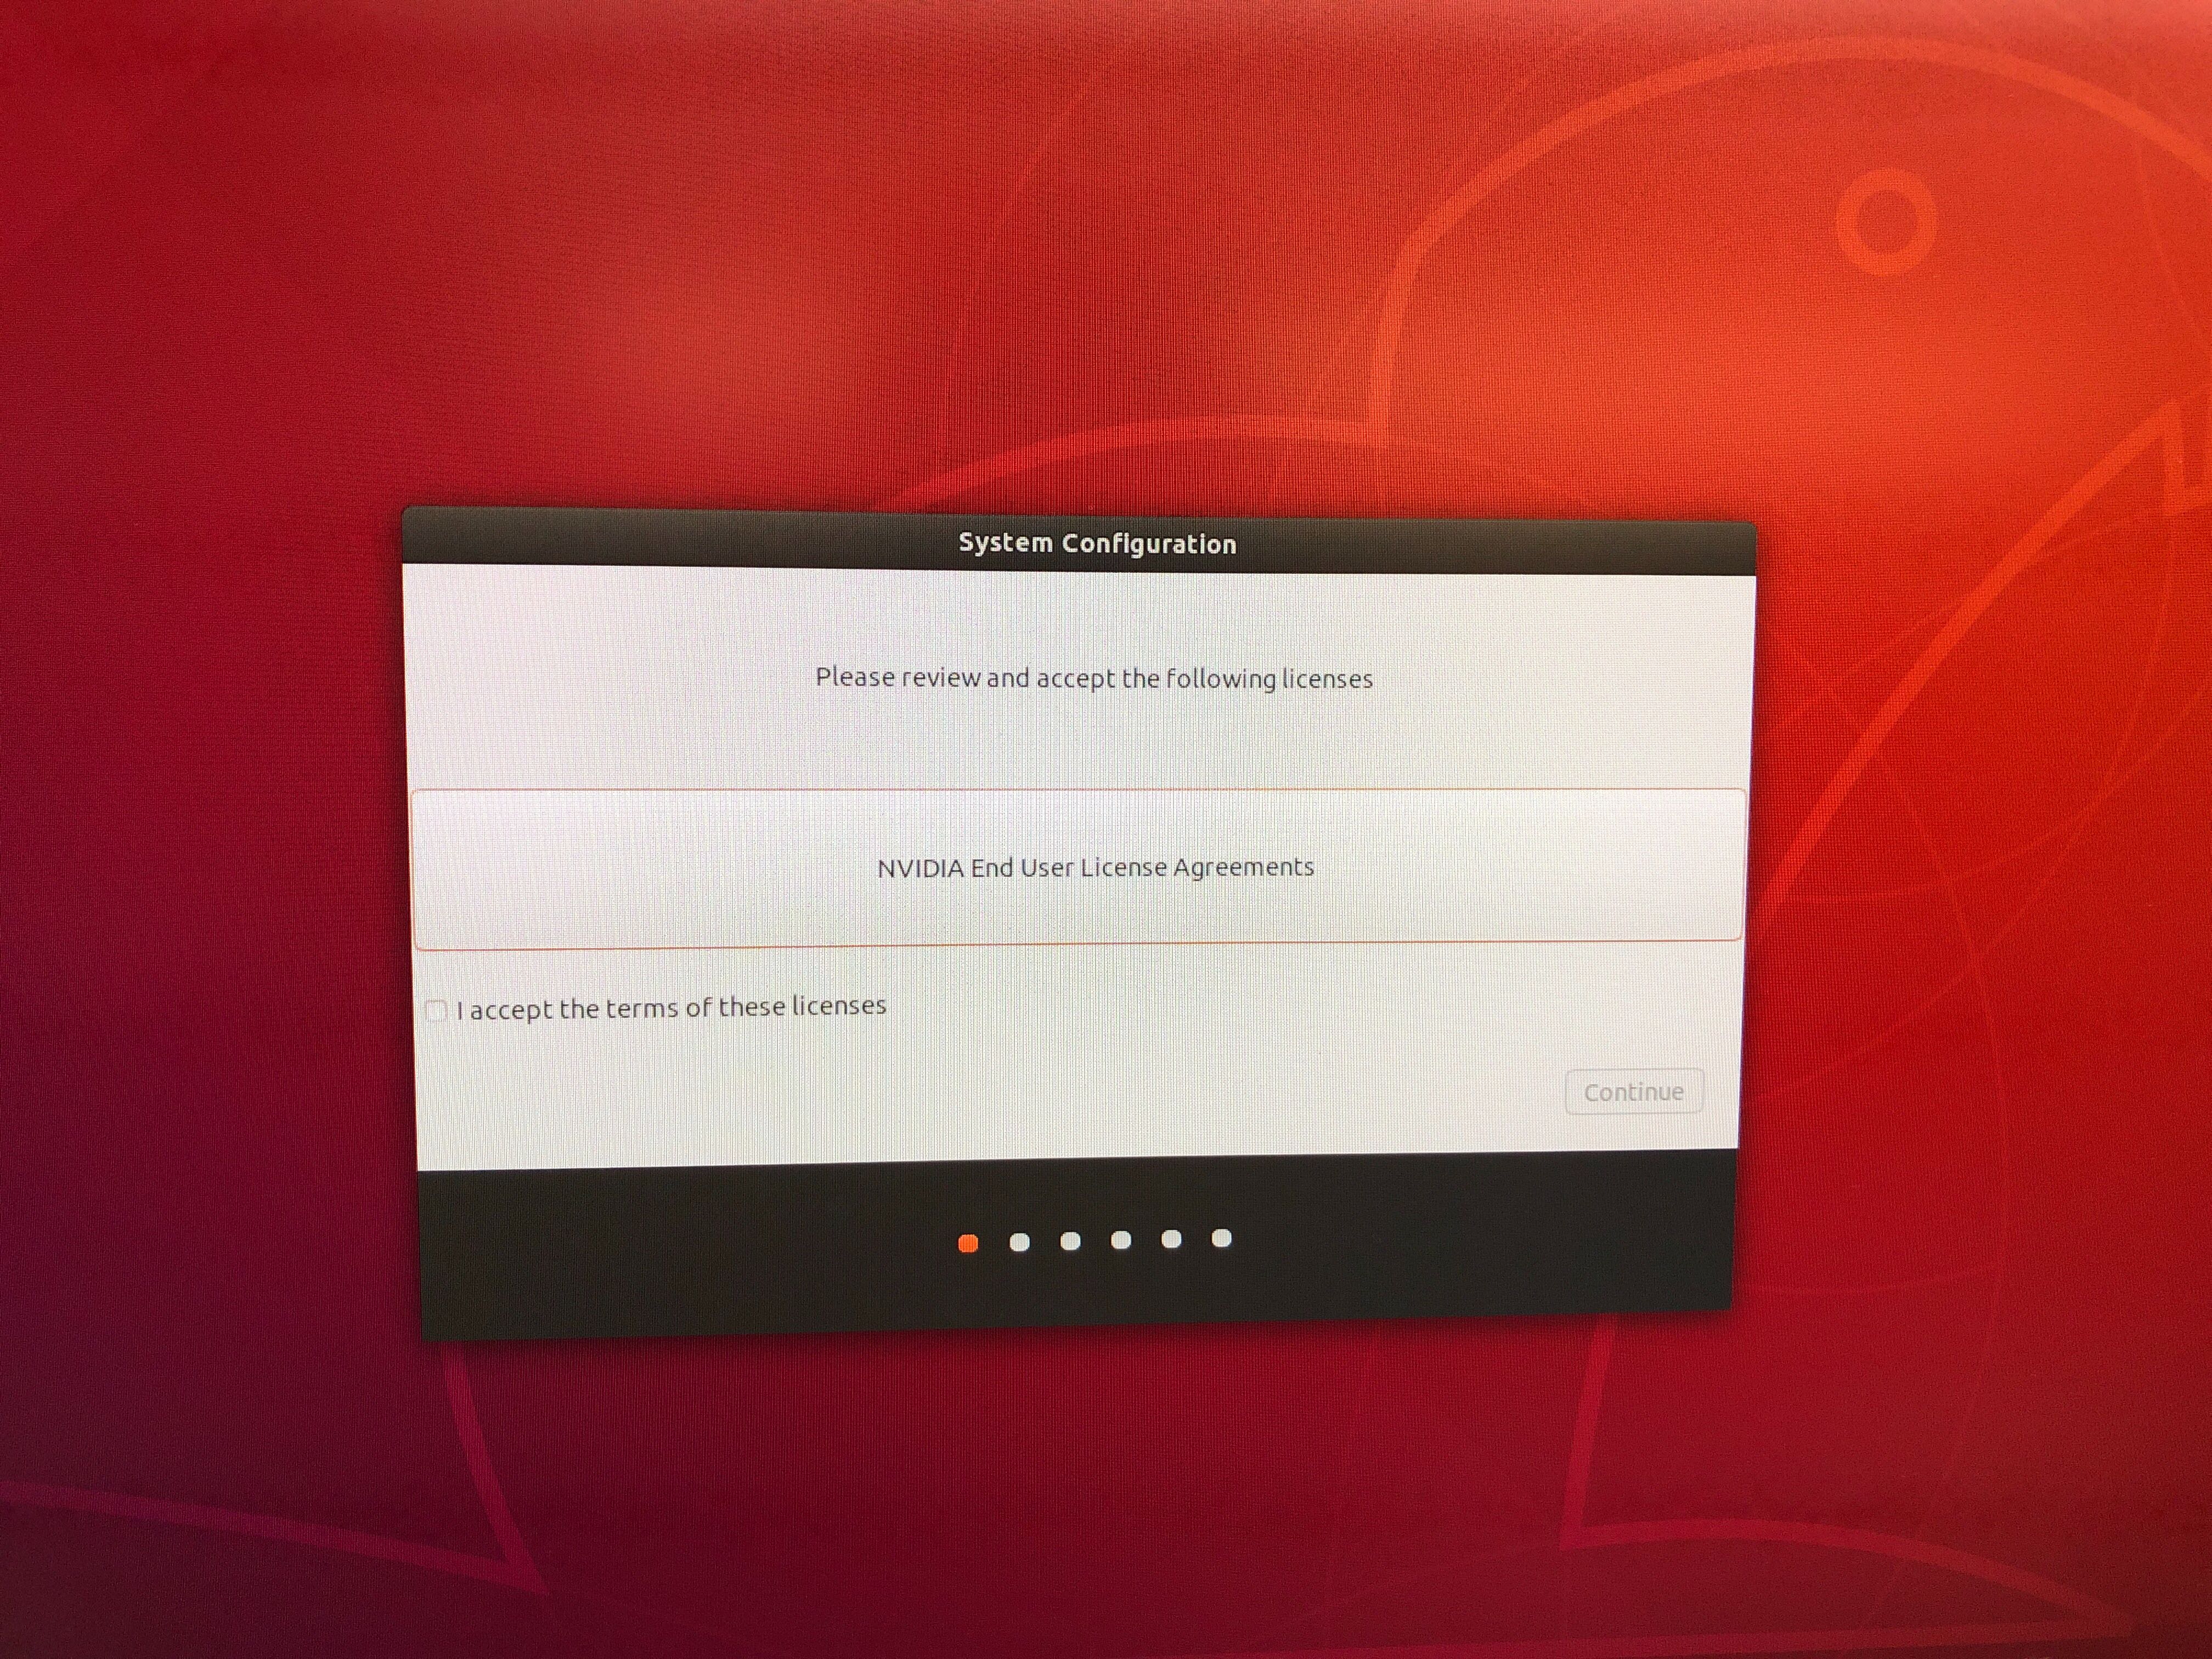 System Configuration
Please review and accept the following licenses
NVIDIA End User License Agreements
I accept the terms of these licenses
Continue